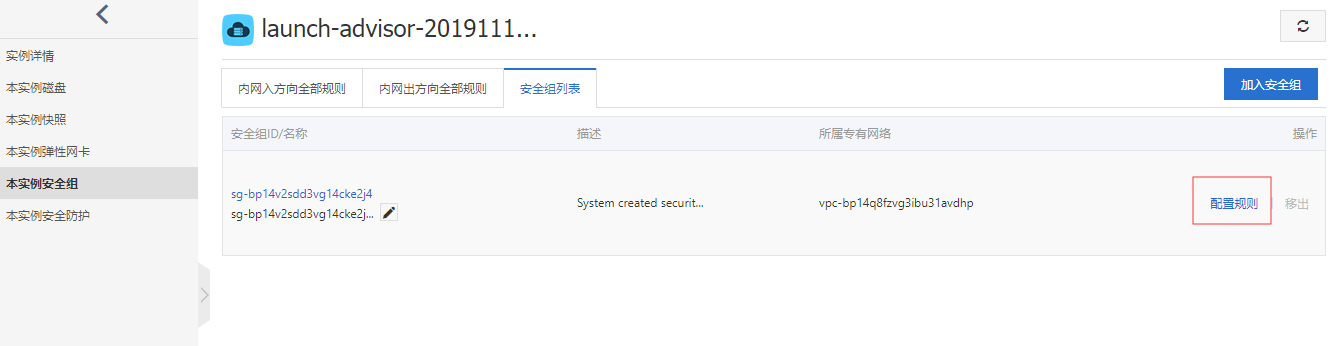 launch-advisor-2019111...
实例详情
本实例磁盘
本实例快照
本实例弹性网卡
本实例安全组
本实例安全防护
内网入方向全部规则 内网出方向全部规则 安全组列表 加入安全组
安全组ID/名称 描述 所属专有网络 操作
sg-bp14v2sdd3vg14cke2j4
sg-bp14v2sdd3vg14cke2j... System created securit... vpc-bp14q8fzvg3ibu31avdhp 配置规则 移出